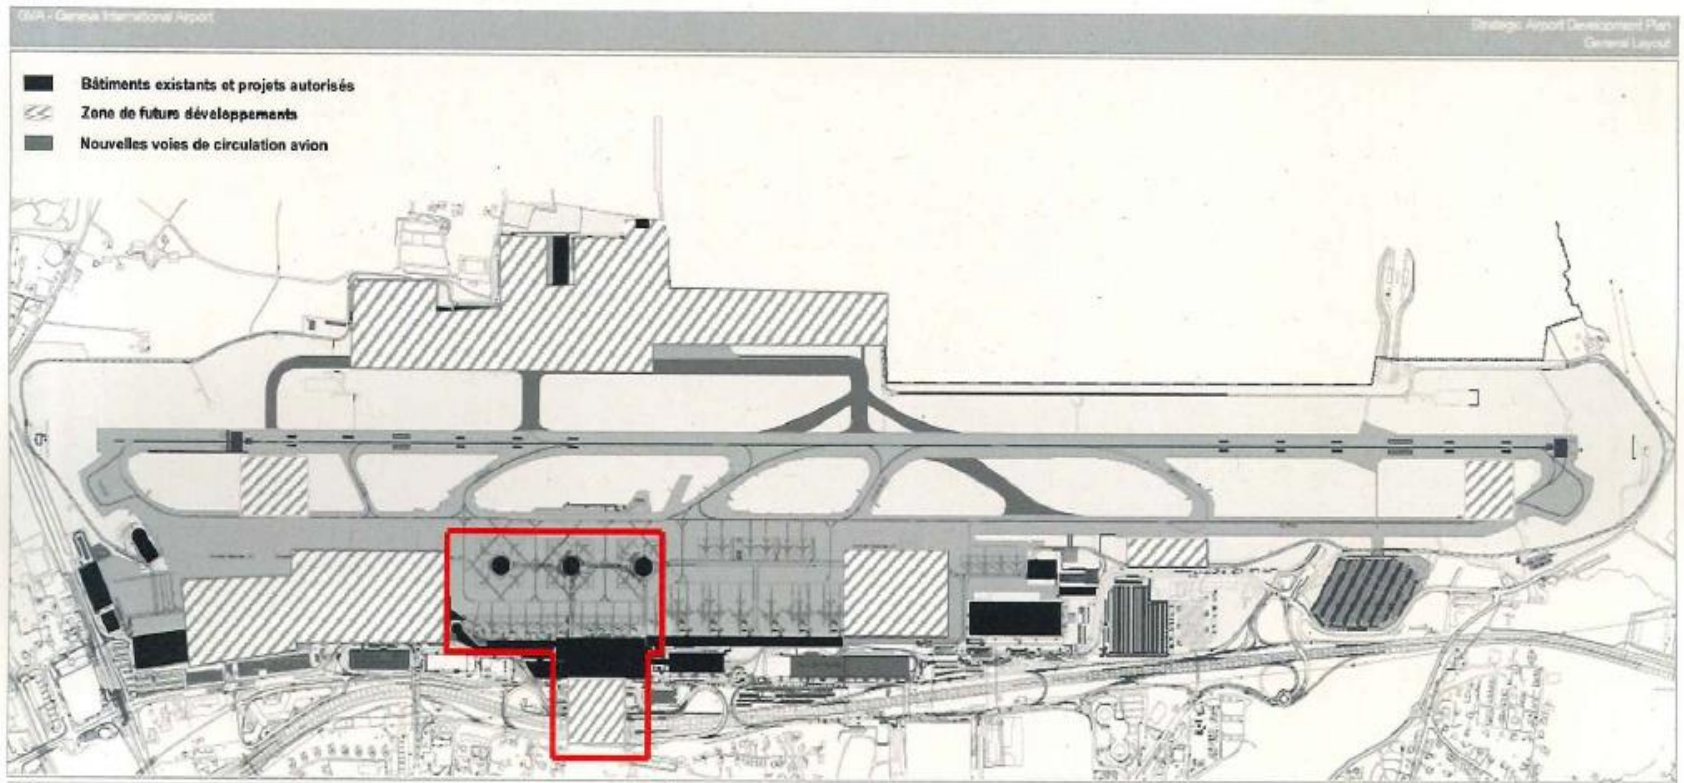 GVA - Geneva International Airport
Strategic Airport Development Plan
General Layout
Bâtiments existants et projets autorisés
Zone de futurs développements
Nouvelles voies de circulation avion